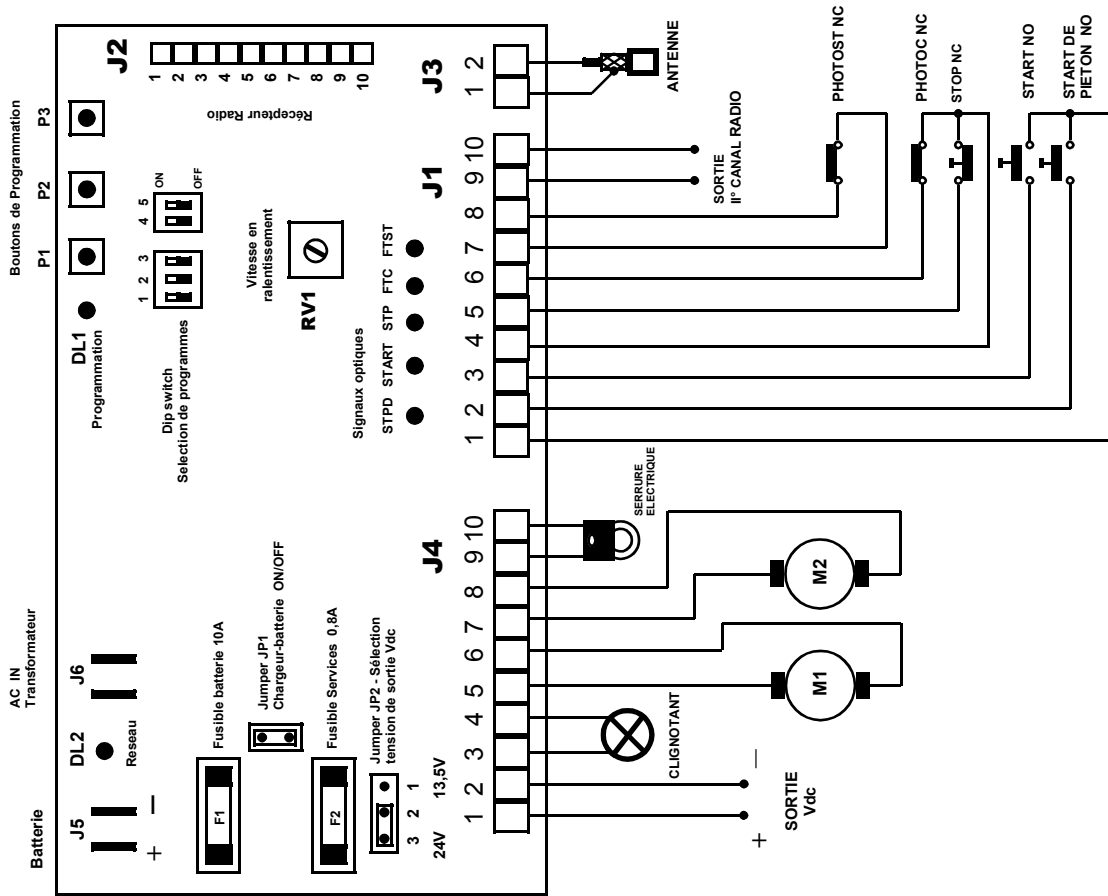 Boutons de Programmation
P1
P2
P3
AC IN
Transformateur
Batterie
J5
+
−
DL2
Reseau
J6
DL1
Programmation
1 2 3
4 5
ON
OFF
Dip switch
Selection de programmes
J2
1
2
3
4
5
6
7
8
9
10
Récepteur Radio
F1
Fusible batterie 10A
Jumper JP1
Chargeur-batterie ON/OFF
F2
Fusible Services 0,8A
Jumper JP2 - Sélection
tension de sortie Vdc
3 2 1
24V 13,5V
Vitesse en
ralentissement
RV1
Signaux optiques
STPD START STP FTC FTST
J4
1 2 3 4 5 6 7 8 9 10
J1
1 2 3 4 5 6 7 8 9 10
J3
1 2
+
−
SORTIE
Vdc
CLIGNOTANT
M1
M2
SERRURE
ELECTRIQUE
SORTIE
II° CANAL RADIO
ANTENNE
PHOTOST NC
PHOTOC NC
STOP NC
START NO
START DE
PIETON NO